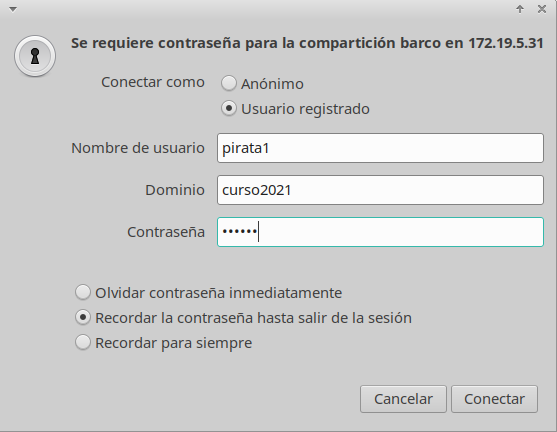 Se requiere contraseña para la compartición barco en 172.19.5.31
Conectar como
Anónimo
Usuario registrado
Nombre de usuario pirata1
Dominio curso2021
Contraseña ••••••
Olvidar contraseña inmediatamente
Recordar la contraseña hasta salir de la sesión
Recordar para siempre
Cancelar Conectar